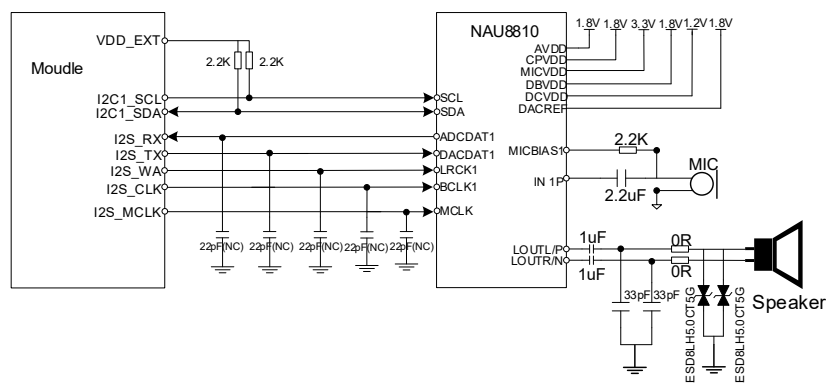 NAU8810
1.8V 1.8V 3.3V 1.8V 1.2V 1.8V
VDD_EXT
Moudle
2.2K 2.2K
AVDD
CPVDD
MICVDD
DBVDD
DCVDD
DACREF
I2C1_SCL
SCL
I2C1_SDA
SDA
I2S_RX
ADCDAT1
I2S_TX
DACDAT1
I2S_WA
LRCK1
I2S_CLK
BCLK1
I2S_MCLK
MCLK
MICBIAS1
2.2K
MIC
IN 1P
2.2uF
22pF(NC) 22pF(NC) 22pF(NC) 22pF(NC) 22pF(NC)
LOUTL/P
1uF
0R
LOUTR/N
1uF
0R
33pF 33pF
ESD8LH5.0CT5G
ESD8LH5.0CT5G
Speaker